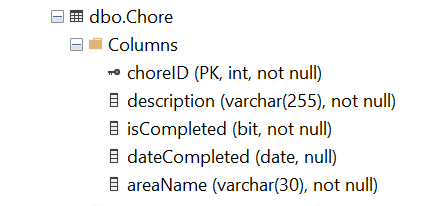 dbo.Chore
Columns
choreID (PK, int, not null)
description (varchar(255), not null)
isCompleted (bit, not null)
dateCompleted (date, null)
areaName (varchar(30), not null)